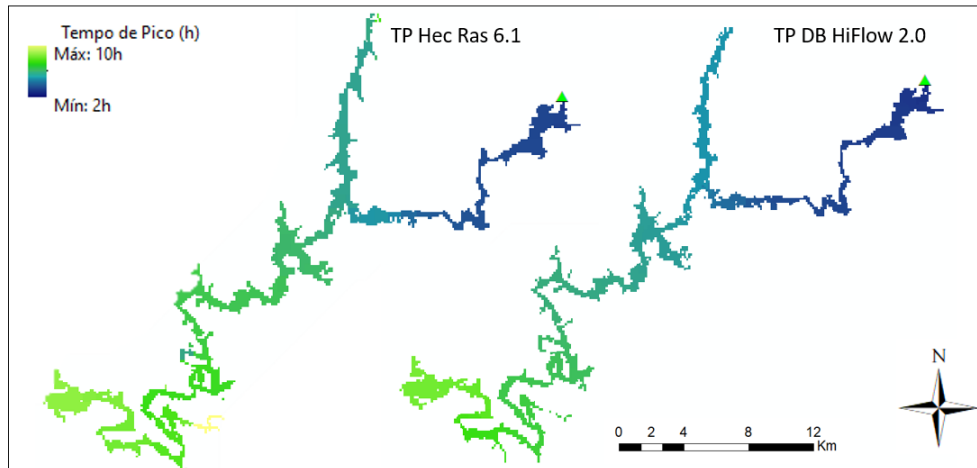 Tempo de Pico (h)
Máx: 10h
Mín: 2h
TP Hec Ras 6.1
TP DB HiFlow 2.0
N
0 2 4 8 12
Km